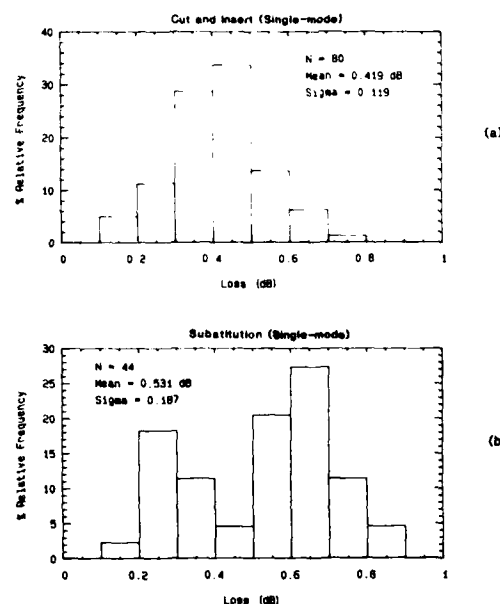 Cut and Insert (Single-mode)
% Relative Frequency
40
30
20
10
0
N = 80
Mean = 0.419 dB
Sigma = 0.119
(a)
0 0.2 0.4 0.6 0.8 1
Loss (dB)
Substitution (Single-mode)
% Relative Frequency
30
25
20
15
10
5
0
N = 44
Mean = 0.531 dB
Sigma = 0.187
(b)
0 0.2 0.4 0.6 0.8 1
Loss (dB)